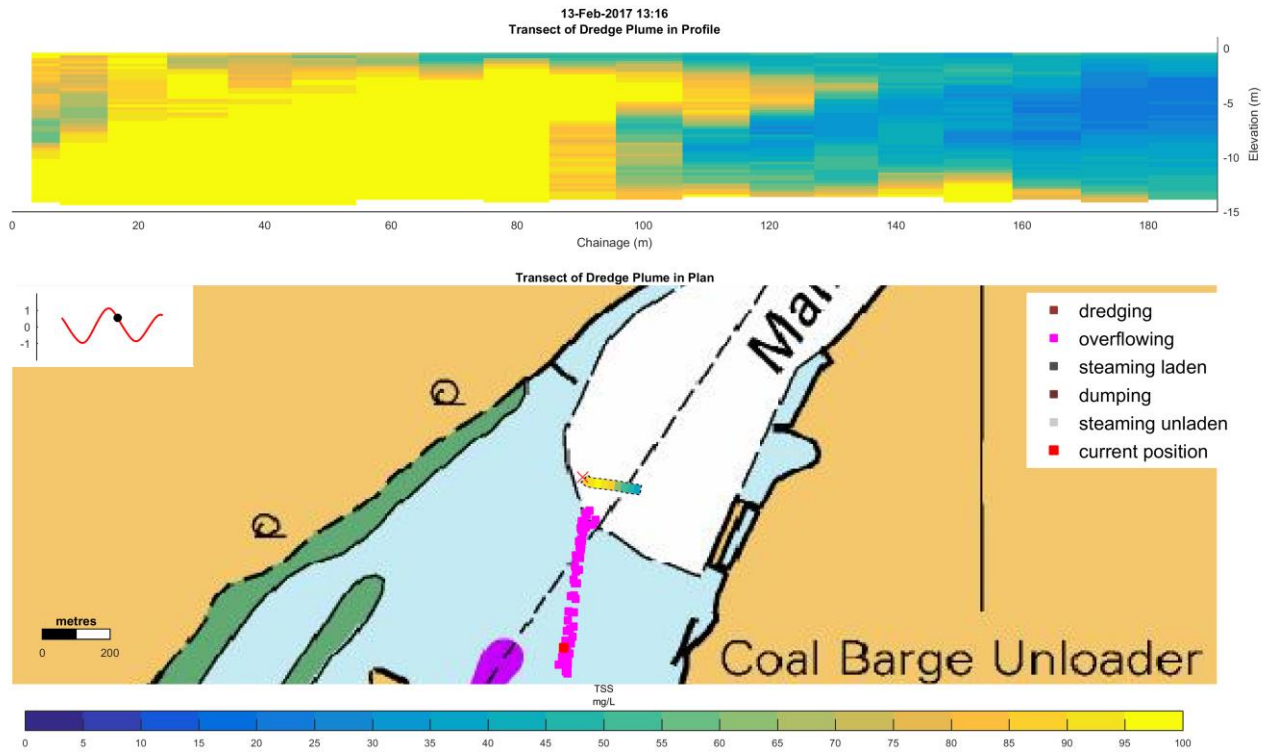 13-Feb-2017 13:16
Transect of Dredge Plume in Profile
0
-5
-10
-15
Elevation (m)
0 20 40 60 80 100 120 140 160 180
Chainage (m)
Transect of Dredge Plume in Plan
1
0
-1
dredging
overflowing
steaming laden
dumping
steaming unladen
current position
metres
0 200
Coal Barge Unloader
TSS
mg/L
0 5 10 15 20 25 30 35 40 45 50 55 60 65 70 75 80 85 90 95 100